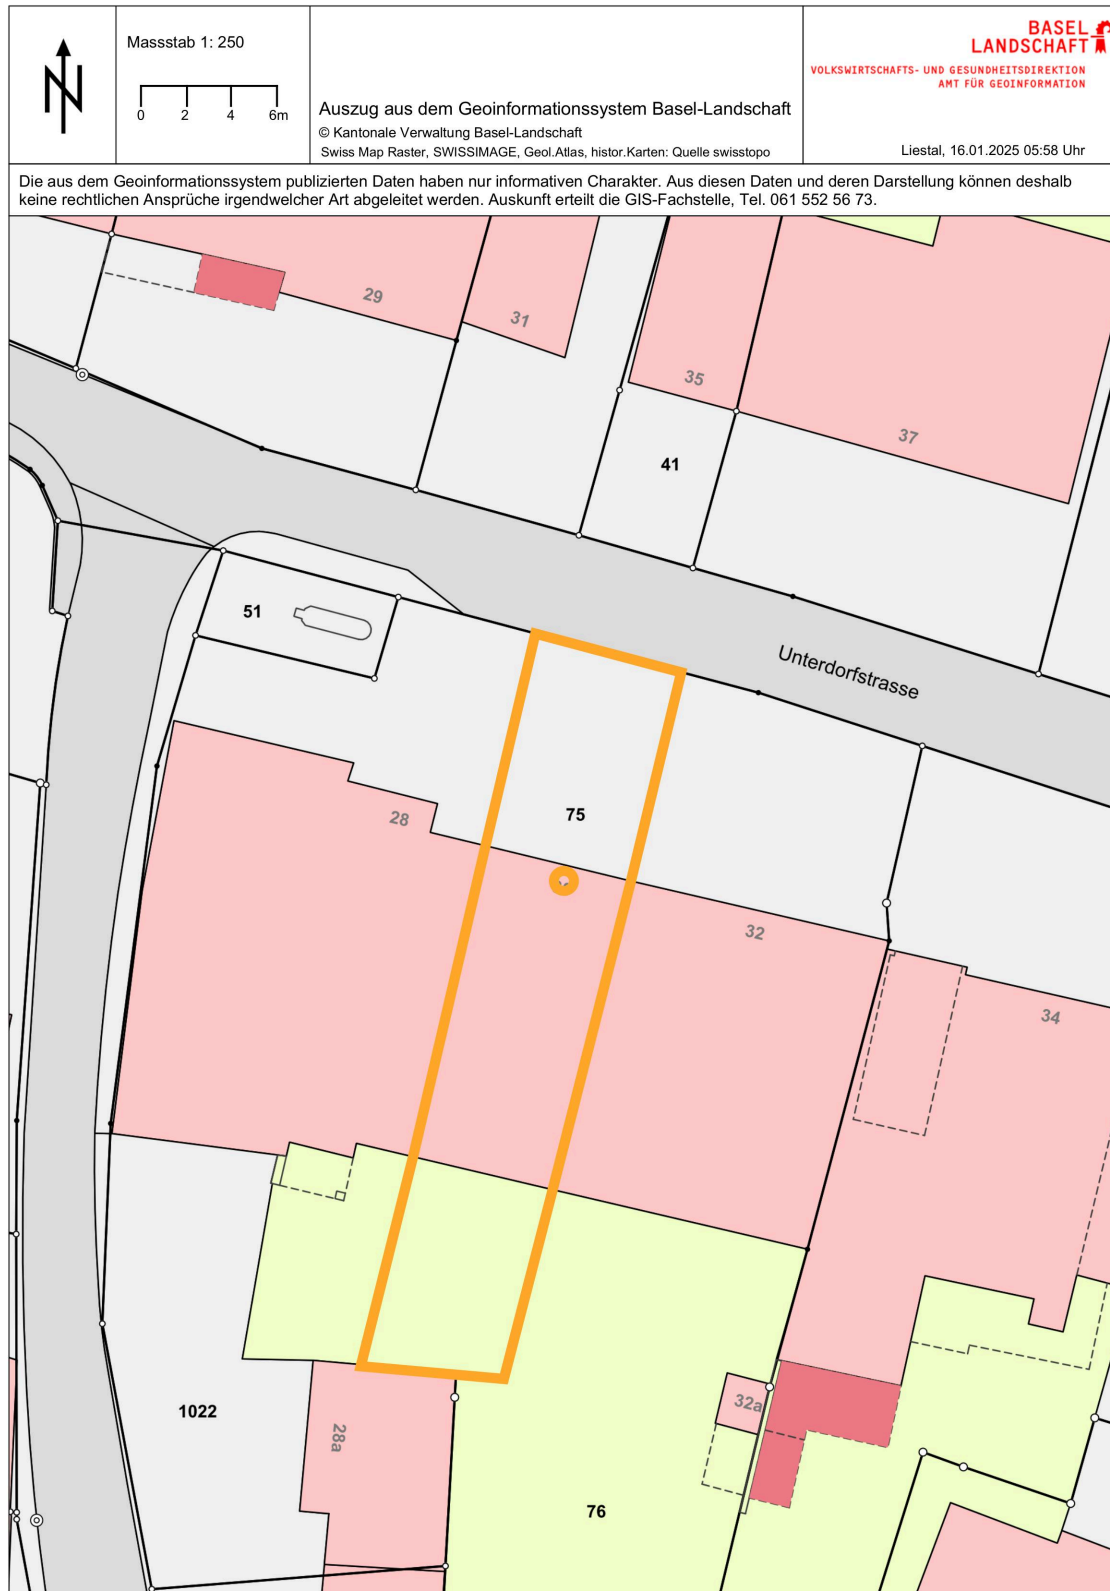 Massstab 1: 250
0 2 4 6m
Auszug aus dem Geoinformationssystem Basel-Landschaft
© Kantonale Verwaltung Basel-Landschaft
Swiss Map Raster, SWISSIMAGE, Geol.Atlas, histor.Karten: Quelle swisstopo
BASEL
LANDSCHAFT
VOLKSWIRTSCHAFTS- UND GESUNDHEITSDIREKTION
AMT FÜR GEOINFORMATION
Liestal, 16.01.2025 05:58 Uhr
Die aus dem Geoinformationssystem publizierten Daten haben nur informativen Charakter. Aus diesen Daten und deren Darstellung können deshalb
keine rechtlichen Ansprüche irgendwelcher Art abgeleitet werden. Auskunft erteilt die GIS-Fachstelle, Tel. 061 552 56 73.
29
31
35
37
41
51
Unterdorfstrasse
75
28
32
34
1022
28a
32a
76